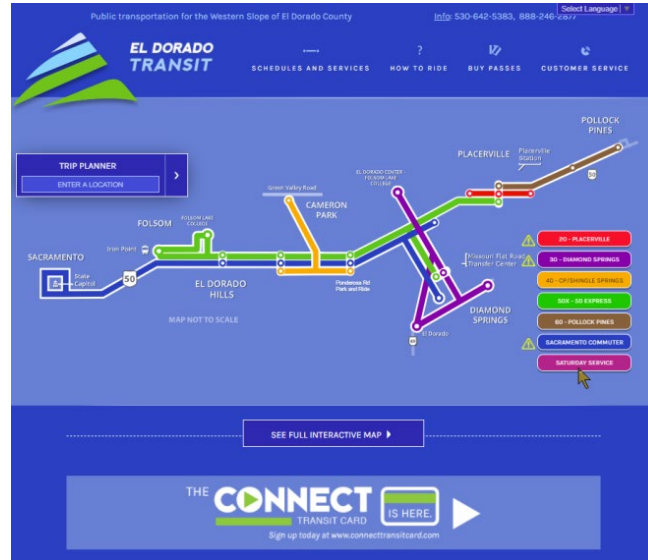 Select Language
Public transportation for the Western Slope of El Dorado County
Info: 530-642-5383, 888-246-2877
EL DORADO
TRANSIT
SCHEDULES AND SERVICES
?
HOW TO RIDE
BUY PASSES
CUSTOMER SERVICE
TRIP PLANNER
ENTER A LOCATION
POLLOCK
PINES
PLACERVILLE
Placerville
Station
50
EL DORADO CENTER -
FOLSOM LAKE
COLLEGE
Green Valley Road
CAMERON
PARK
FOLSOM
FOLSOM LAKE
COLLEGE
Iron Point
SACRAMENTO
State
Capitol
50
EL DORADO
HILLS
Ponderosa Rd
Park and Ride
Missouri Flat Road
Transfer Center
DIAMOND
SPRINGS
El Dorado
49
MAP NOT TO SCALE
20 - PLACERVILLE
30 - DIAMOND SPRINGS
40 - CP/SHINGLE SPRINGS
50X - 50 EXPRESS
60 - POLLOCK PINES
SACRAMENTO COMMUTER
SATURDAY SERVICE
SEE FULL INTERACTIVE MAP
THE CONNECT
TRANSIT CARD
IS HERE.
Sign up today at www.connecttransitcard.com